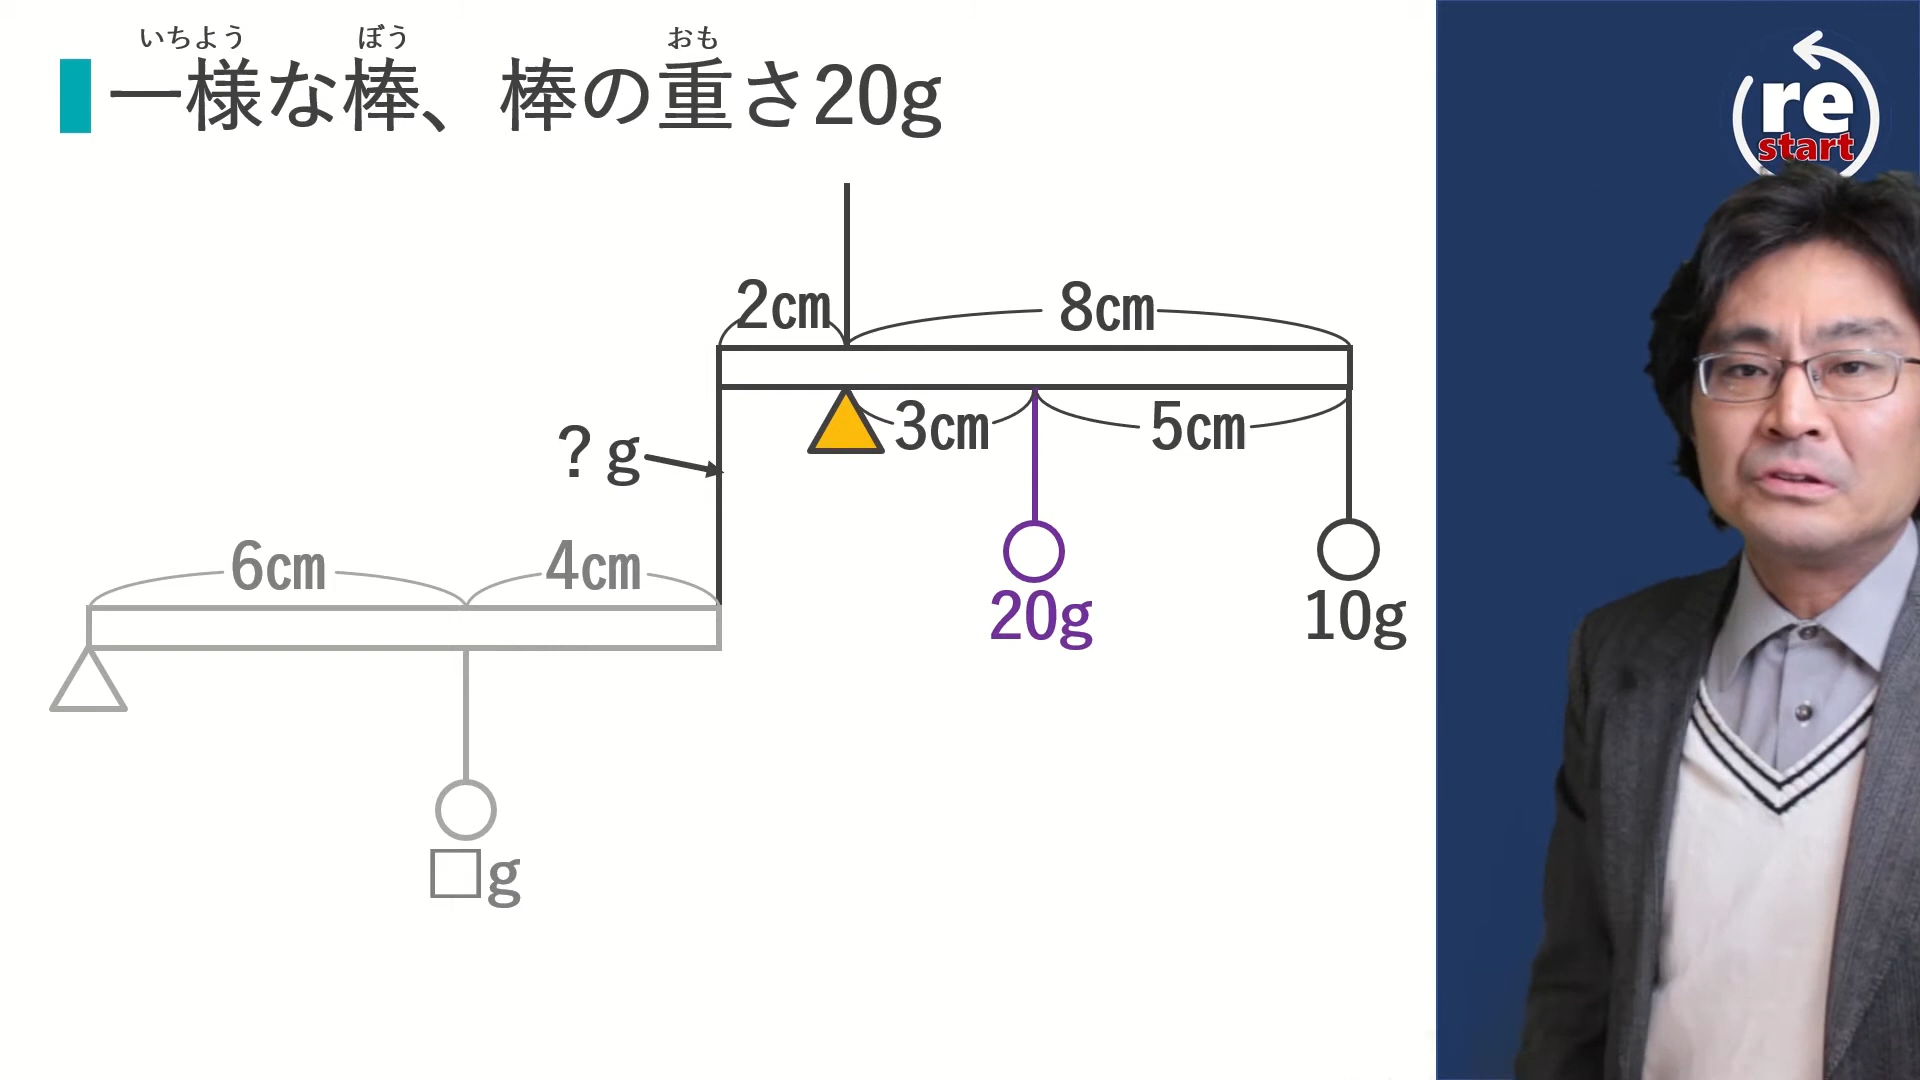 いちよう ぼう おも
一様な棒、棒の重さ20g
re
start
2cm
8cm
3cm
5cm
？g
6cm
4cm
20g
10g
□g